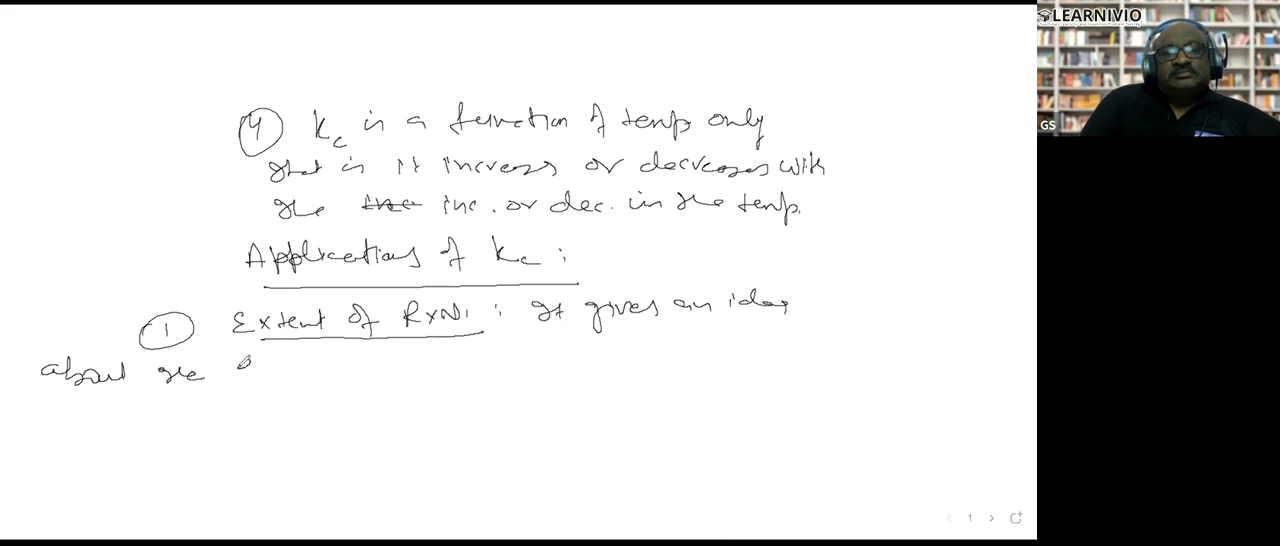 LEARNIVIO
GS
4 Kc is a function of temp only
that is it increases or decreases with
the inc. or dec. in the temp.
Applications of Kc :
1 Extent of RxN : It gives an idea
about the
1